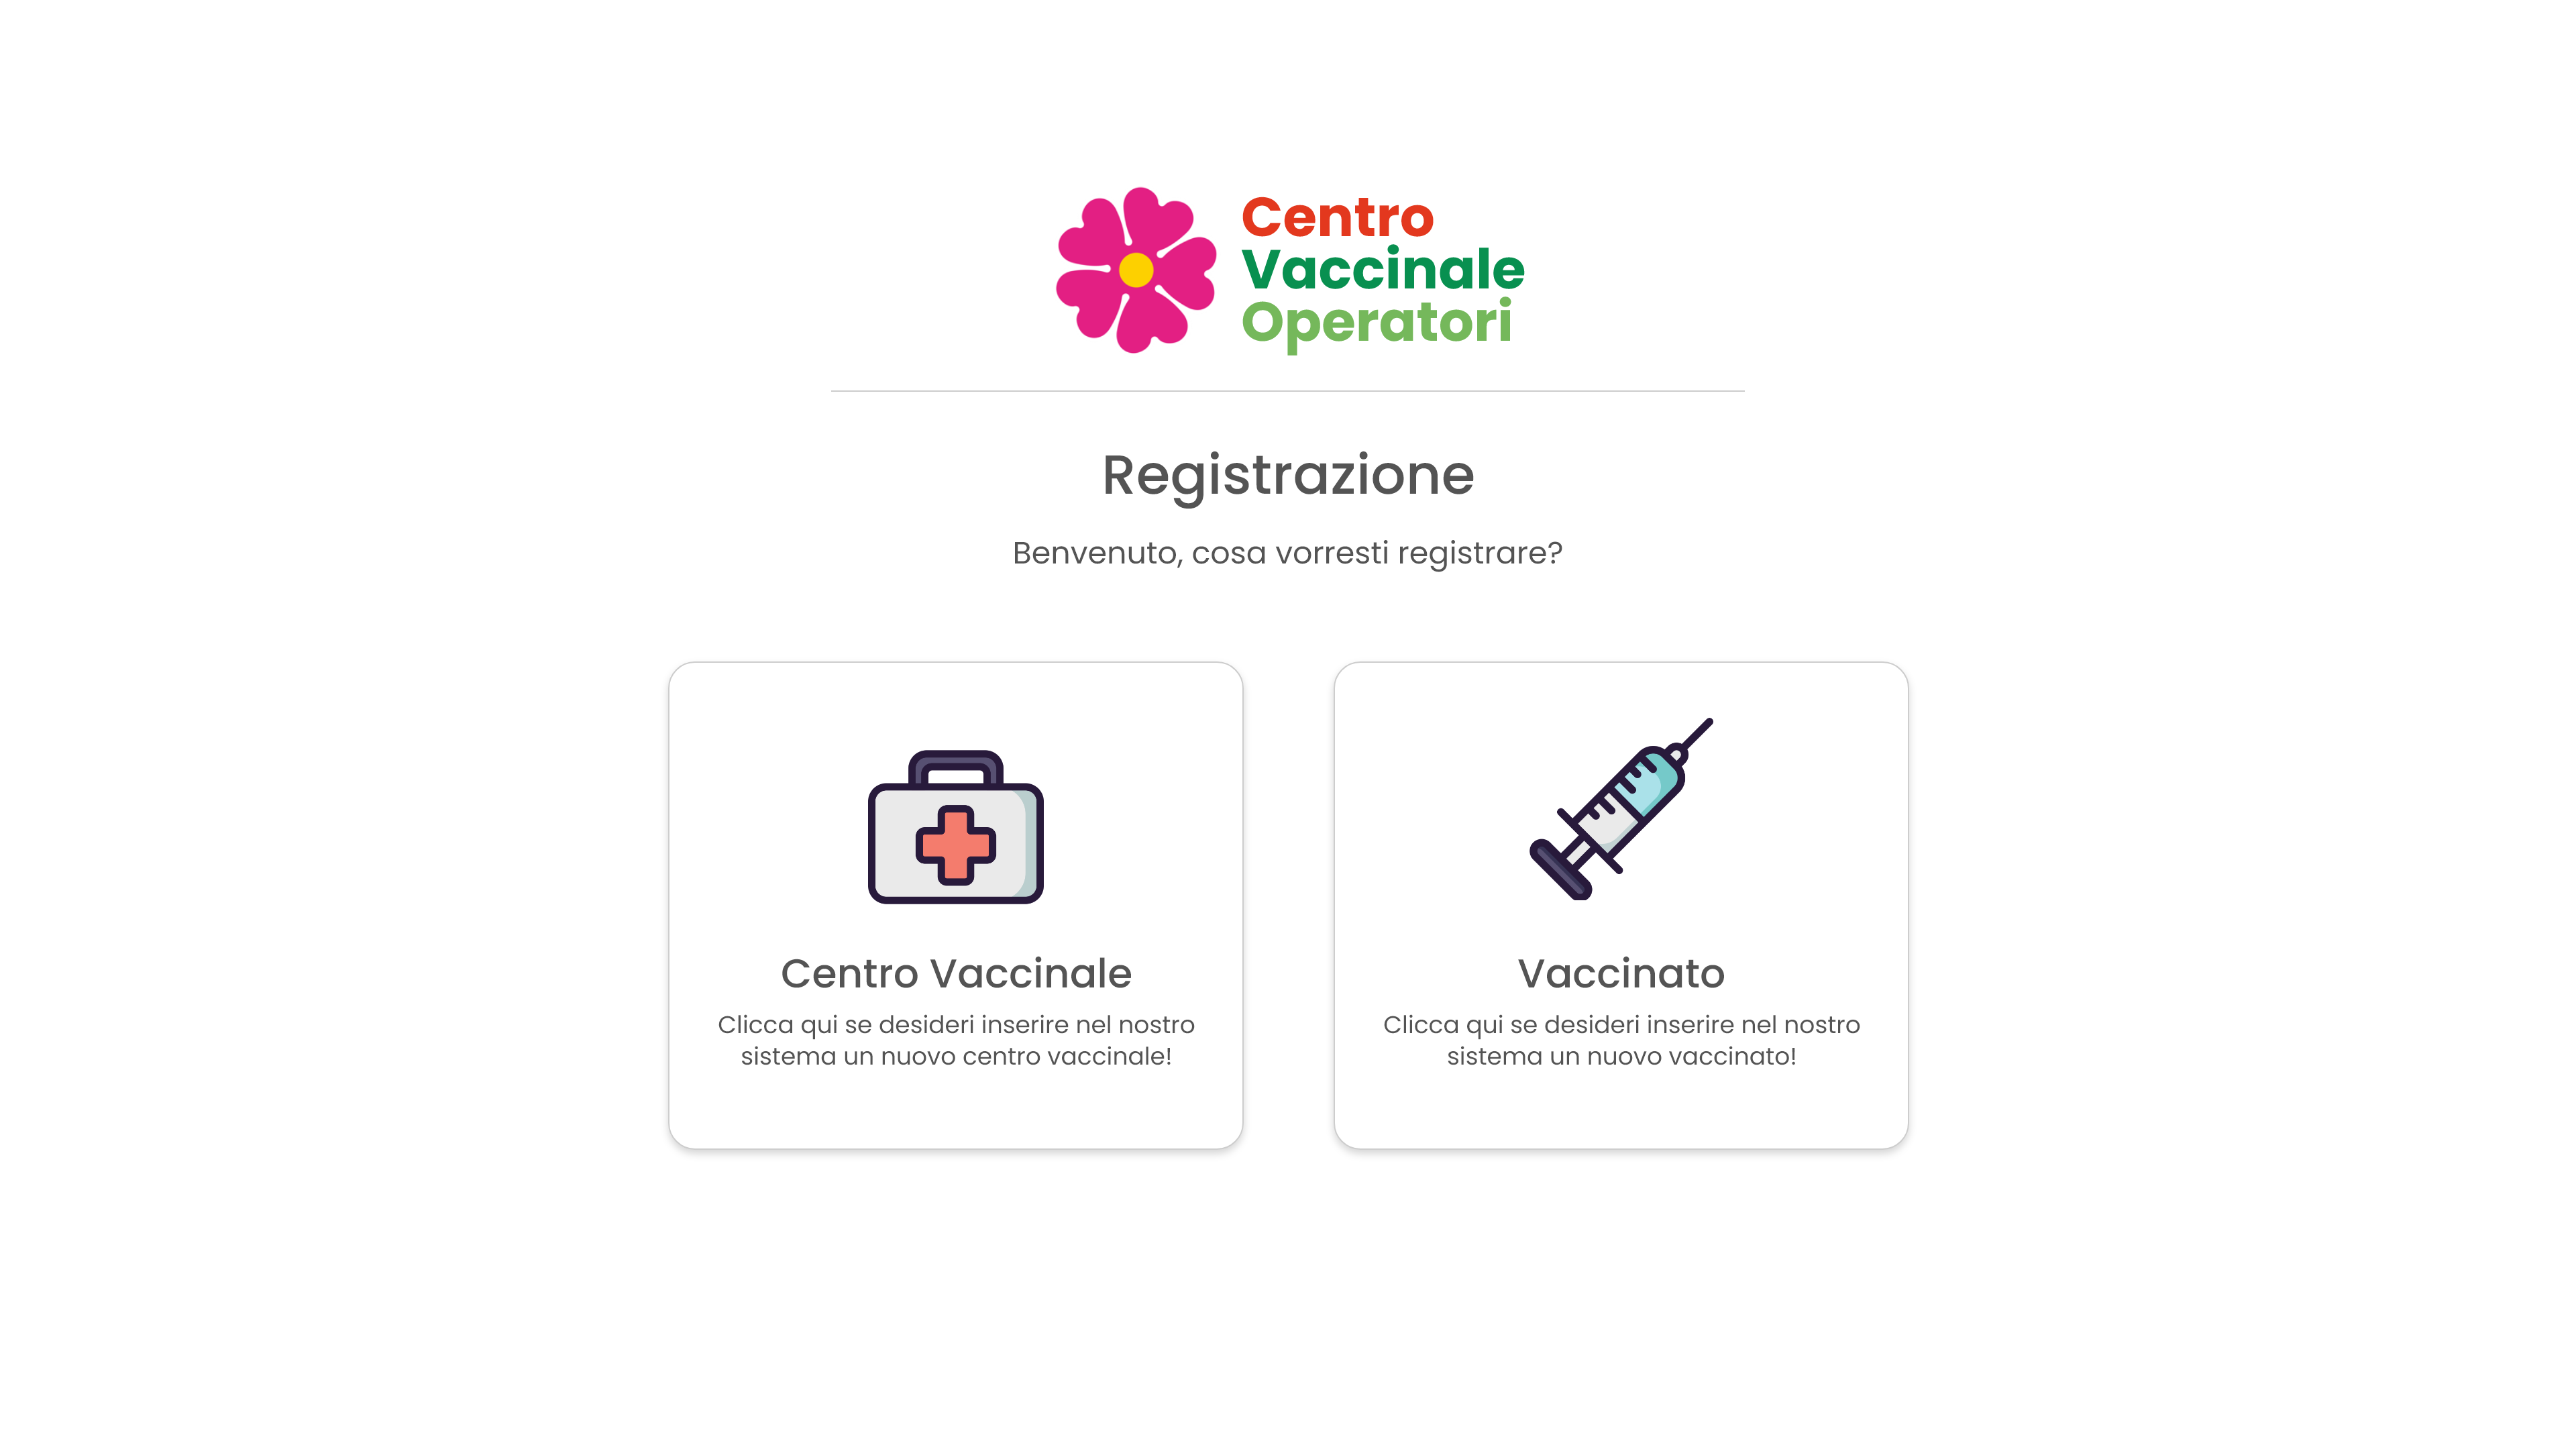 Centro
Vaccinale
Operatori
Registrazione
Benvenuto, cosa vorresti registrare?
Centro Vaccinale
Clicca qui se desideri inserire nel nostro
sistema un nuovo centro vaccinale!
Vaccinato
Clicca qui se desideri inserire nel nostro
sistema un nuovo vaccinato!